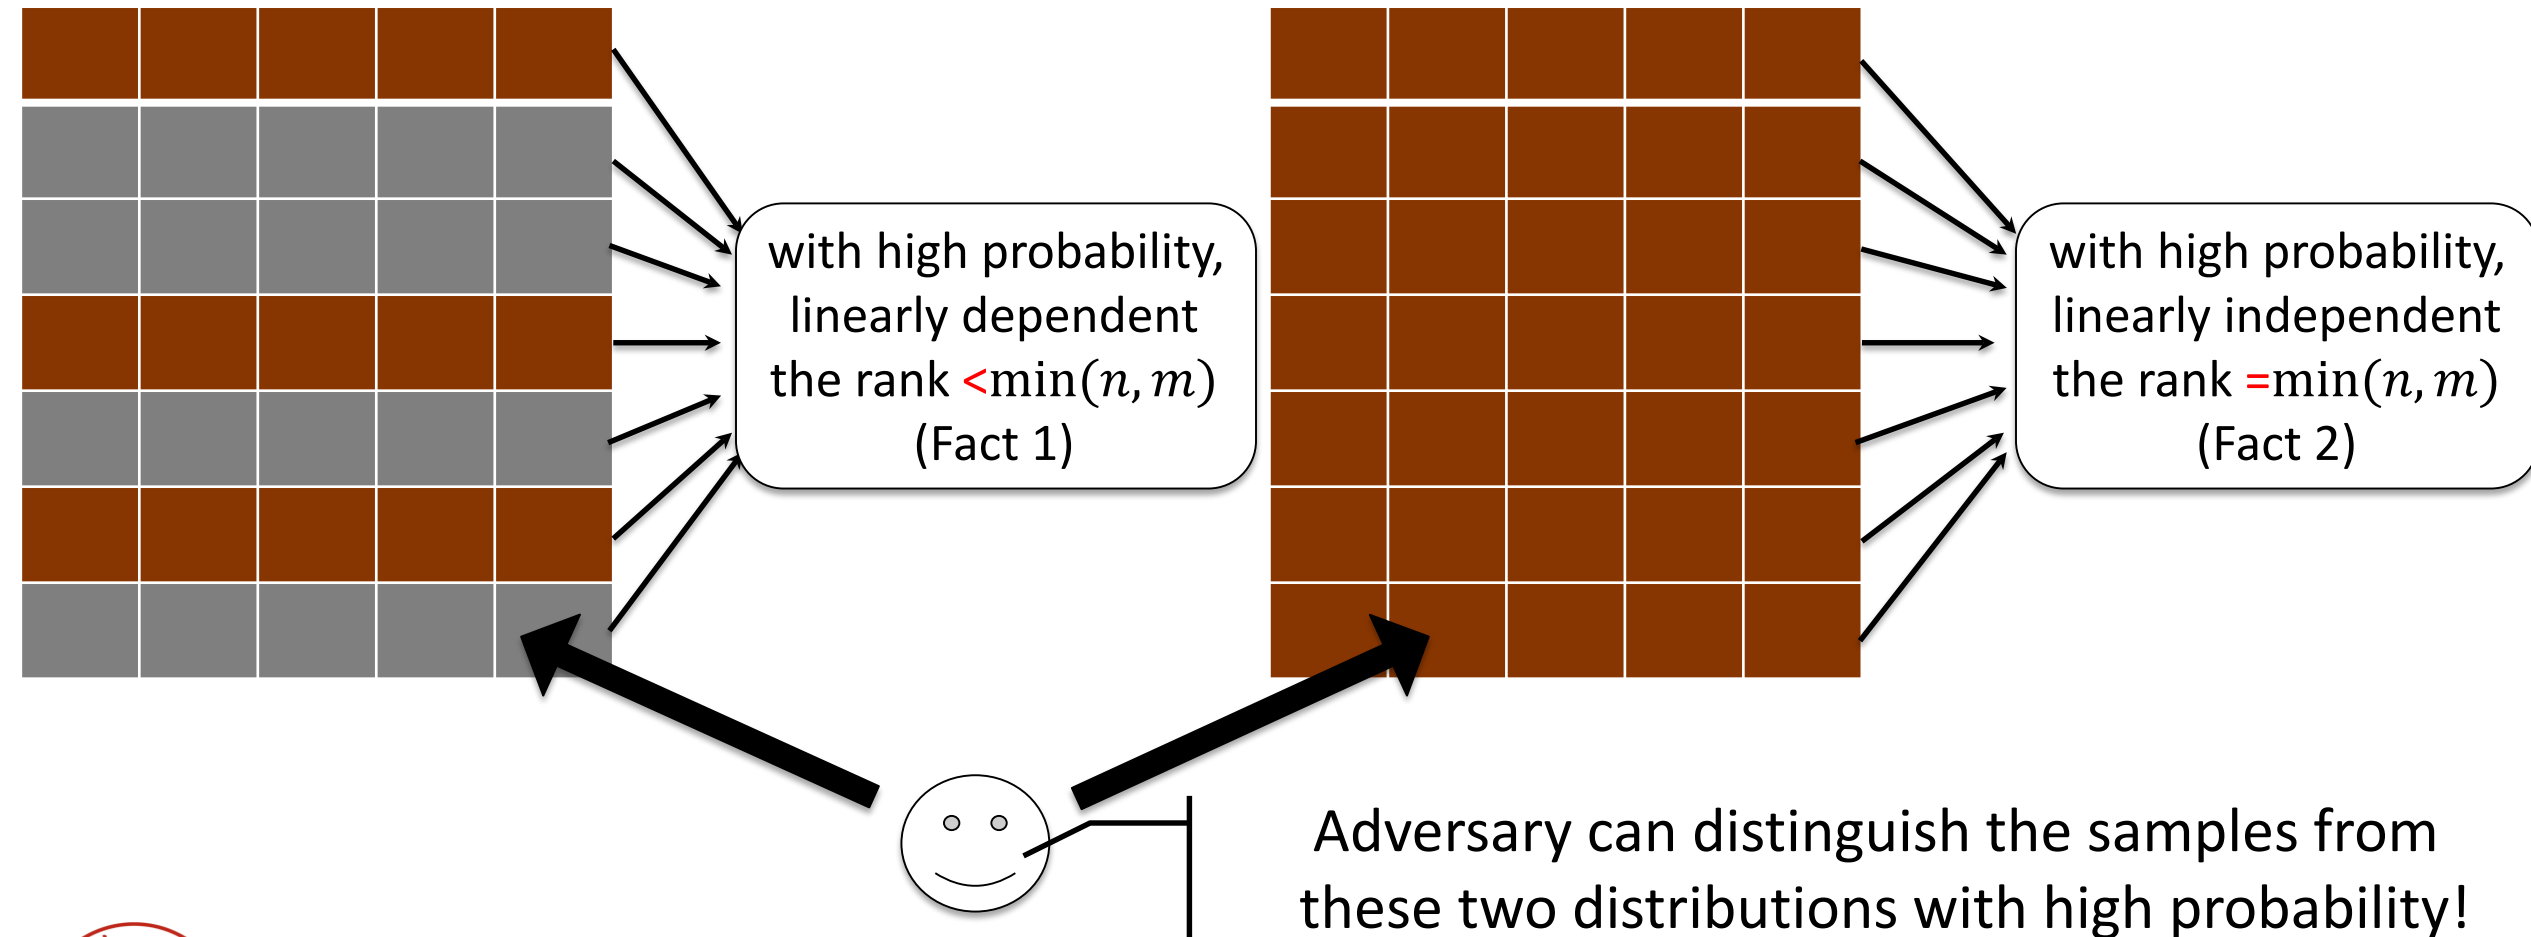 with high probability,
linearly dependent
the rank <min(n, m)
(Fact 1)
with high probability,
linearly independent
the rank =min(n, m)
(Fact 2)
Adversary can distinguish the samples from
these two distributions with high probability!